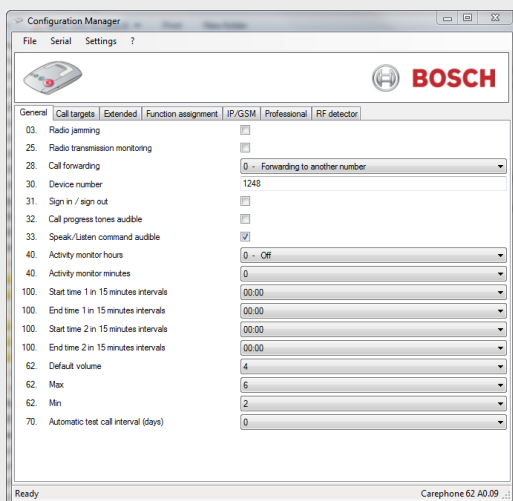 Configuration Manager
File Serial Settings ?
BOSCH
General Call targets Extended Function assignment IP/GSM Professional RF detector
03. Radio jamming
25. Radio transmission monitoring
28. Call forwarding 0 - Forwarding to another number
30. Device number 1248
31. Sign in / sign out
32. Call progress tones audible
33. Speak/Listen command audible
40. Activity monitor hours 0 - Off
40. Activity monitor minutes 0
100. Start time 1 in 15 minutes intervals 00:00
100. End time 1 in 15 minutes intervals 00:00
100. Start time 2 in 15 minutes intervals 00:00
100. End time 2 in 15 minutes intervals 00:00
62. Default volume 4
62. Max 6
62. Min 2
70. Automatic test call interval (days) 0
Ready Carephone 62 A0.09